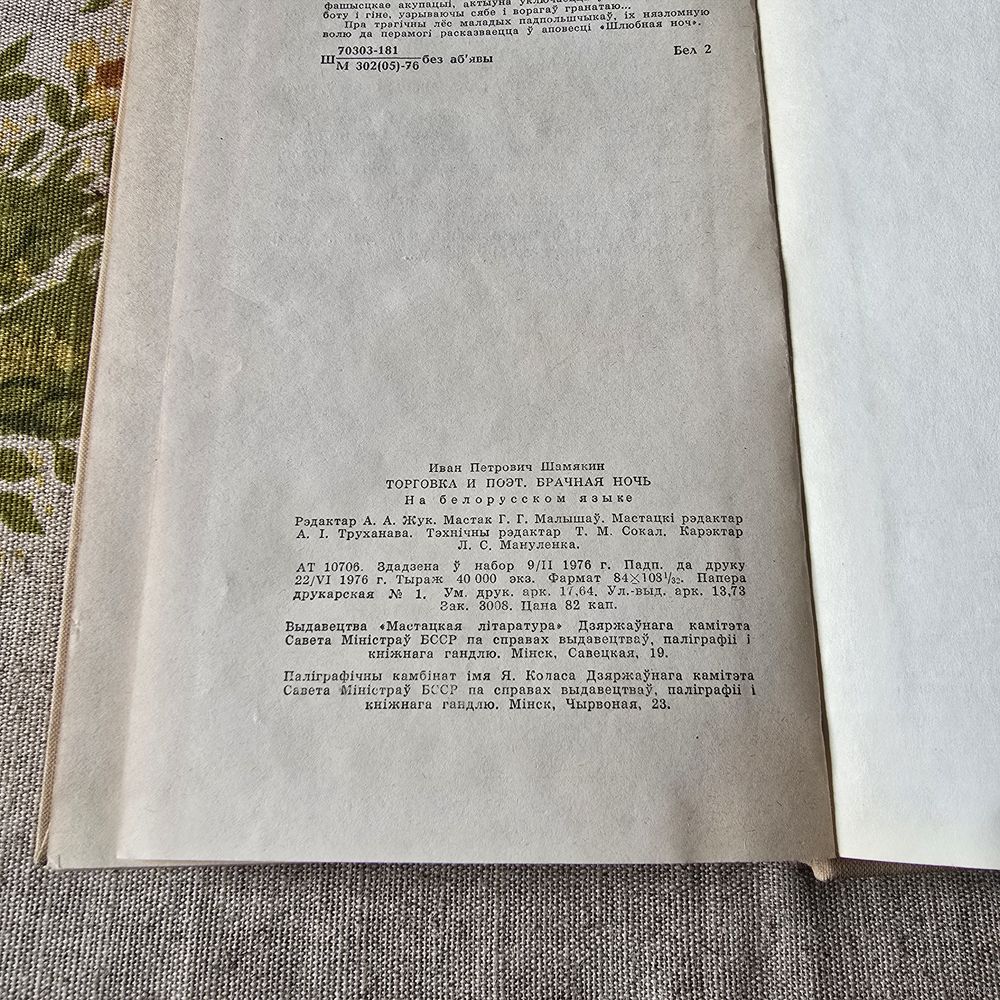 фашысцкае акупацыі, актыўна
боту і гіне, узрываючы сябе і ворагаў гранатаю...
Пра трагічны лёс маладых падпольшчыкаў, іх нязломную
волю да перамогі расказваецца ў аповесці «Шлюбная ноч».
Ш 70303-181 без аб'явы Бел 2
М 302(05)-76
Иван Петрович Шамякин
ТОРГОВКА И ПОЭТ. БРАЧНАЯ НОЧЬ
На белорусском языке
Рэдактар А. А. Жук. Мастак Г. Г. Малышаў. Мастацкі рэдактар
А. І. Труханава. Тэхнічны рэдактар Т. М. Сокал. Карэктар
Л. С. Мануленка.
АТ 10706. Здадзена ў набор 9/II 1976 г. Падп. да друку
22/VI 1976 г. Тыраж 40 000 экз. Фармат 84×103¹/₃₂. Папера
друкарская № 1. Ум. друк. арк. 17,64. Ул.-выд. арк. 13,73
Зак. 3008. Цана 82 кап.
Выдавецтва «Мастацкая літаратура» Дзяржаўнага камітэта
Савета Міністраў БССР па справах выдавецтваў, паліграфіі і
кніжнага гандлю. Мінск, Савецкая, 19.
Паліграфічны камбінат імя Я. Коласа Дзяржаўнага камітэта
Савета Міністраў БССР па справах выдавецтваў, паліграфіі і
кніжнага гандлю. Мінск, Чырвоная, 23.